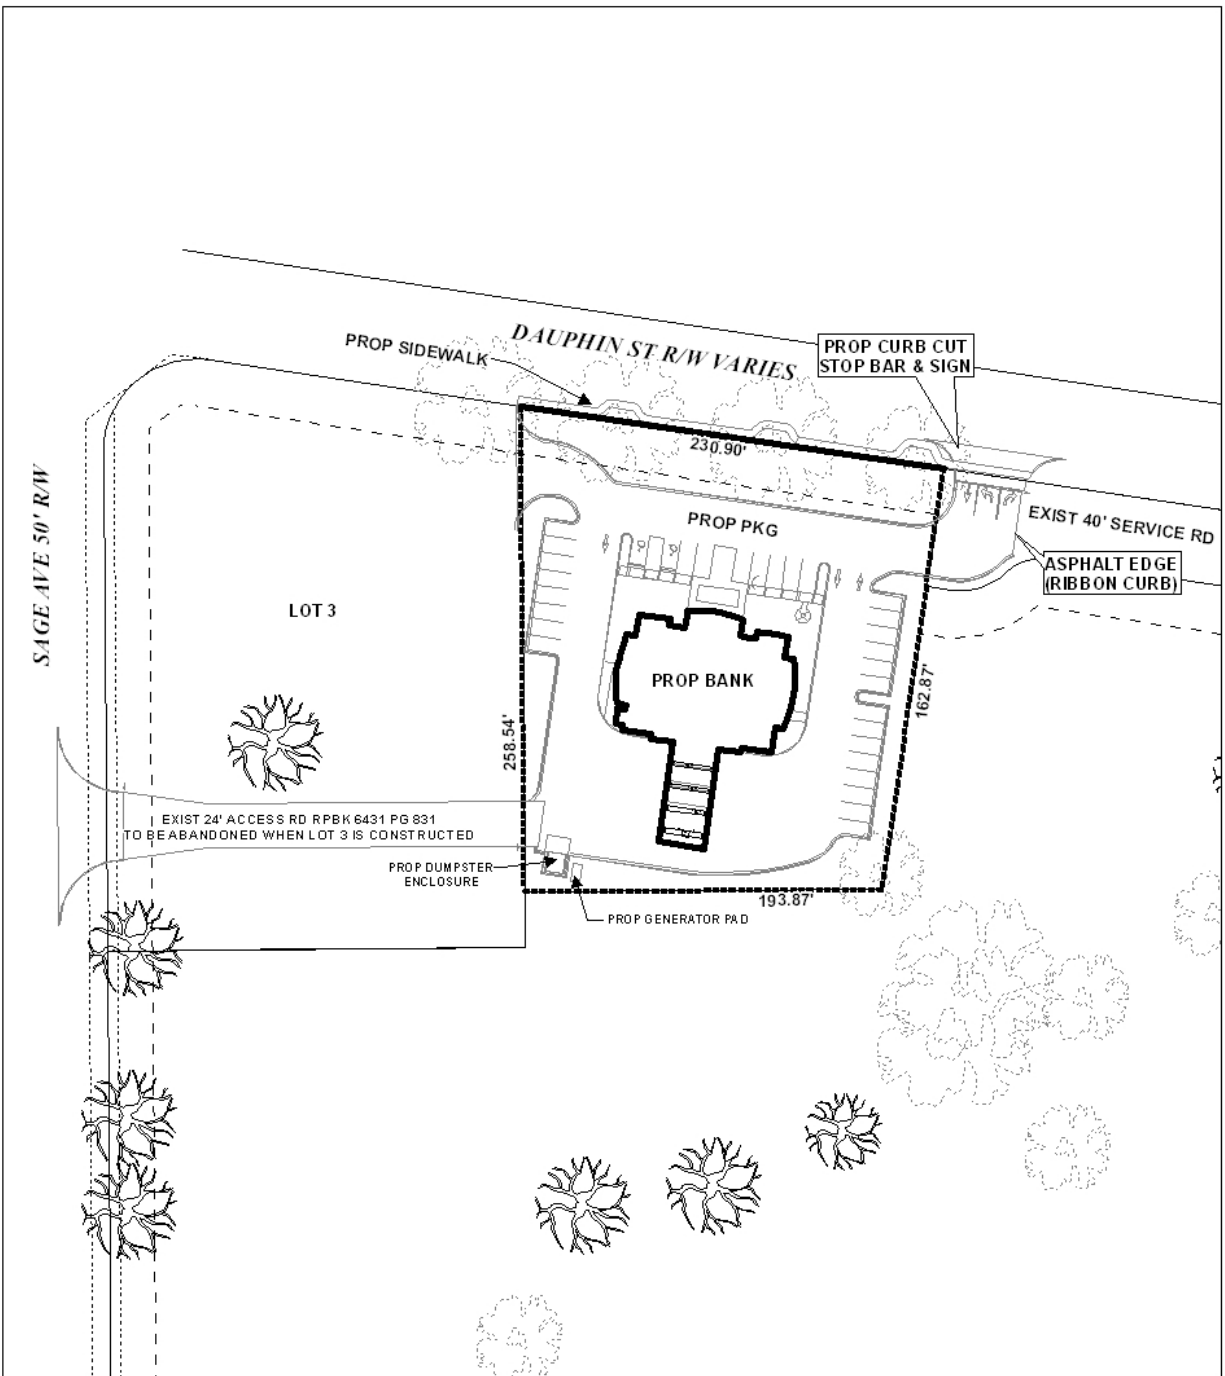 DAUPHIN ST R/W VARIES
PROP SIDEWALK
PROP CURB CUT
STOP BAR & SIGN
230.90'
PROP PKG
EXIST 40' SERVICE RD
ASPHALT EDGE
(RIBBON CURB)
SAGE AVE 50' R/W
LOT 3
PROP BANK
162.87'
258.54'
EXIST 24' ACCESS RD RPBK 6431 PG 831
TO BE ABANDONED WHEN LOT 3 IS CONSTRUCTED
PROP DUMPSTER
ENCLOSURE
193.87'
PROP GENERATOR PAD